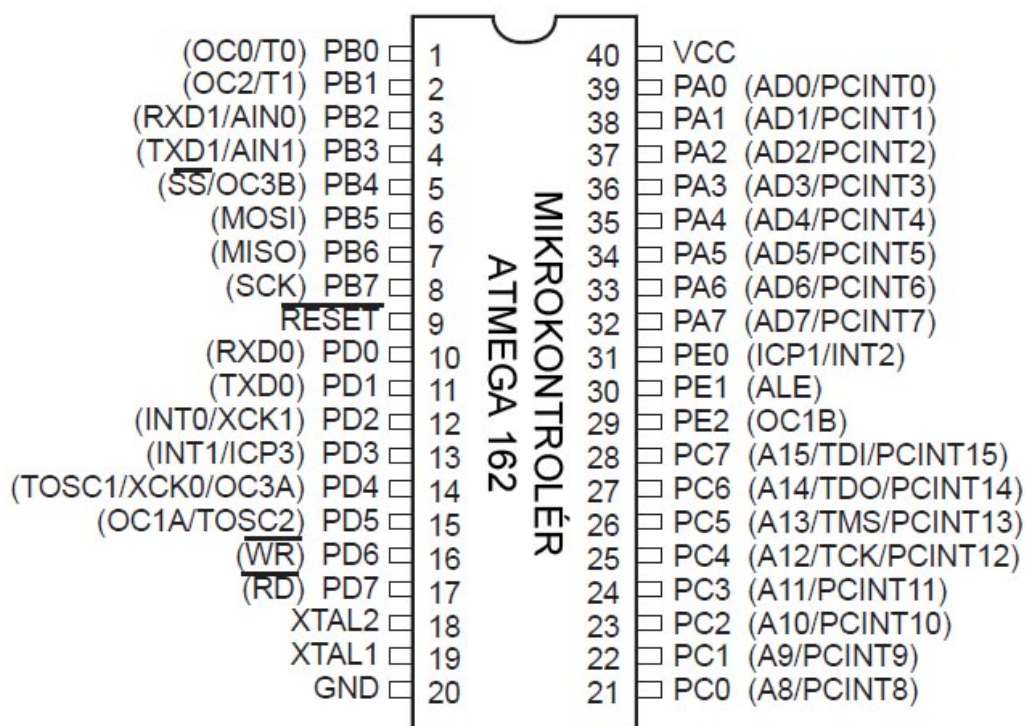 (OC0/T0) PB0 1 40 VCC
(OC2/T1) PB1 2 39 PA0 (AD0/PCINT0)
(RXD1/AIN0) PB2 3 38 PA1 (AD1/PCINT1)
(TXD1/AIN1) PB3 4 37 PA2 (AD2/PCINT2)
(SS/OC3B) PB4 5 36 PA3 (AD3/PCINT3)
(MOSI) PB5 6 35 PA4 (AD4/PCINT4)
(MISO) PB6 7 34 PA5 (AD5/PCINT5)
(SCK) PB7 8 33 PA6 (AD6/PCINT6)
RESET 9 32 PA7 (AD7/PCINT7)
(RXD0) PD0 10 31 PE0 (ICP1/INT2)
(TXD0) PD1 11 30 PE1 (ALE)
(INT0/XCK1) PD2 12 29 PE2 (OC1B)
(INT1/ICP3) PD3 13 28 PC7 (A15/TDI/PCINT15)
(TOSC1/XCK0/OC3A) PD4 14 27 PC6 (A14/TDO/PCINT14)
(OC1A/TOSC2) PD5 15 26 PC5 (A13/TMS/PCINT13)
(WR) PD6 16 25 PC4 (A12/TCK/PCINT12)
(RD) PD7 17 24 PC3 (A11/PCINT11)
XTAL2 18 23 PC2 (A10/PCINT10)
XTAL1 19 22 PC1 (A9/PCINT9)
GND 20 21 PC0 (A8/PCINT8)
MIKROKONTROLÉR
ATMEGA 162